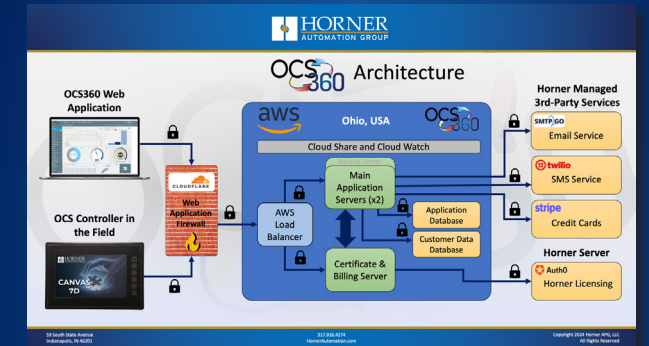 HORNER
AUTOMATION GROUP
OCS360 Architecture
OCS360 Web
Application
OCS Controller in
the Field
HORNER
CANVAS
7D
CLOUDFLARE
Web
Application
Firewall
aws
Ohio, USA
OCS360
Cloud Share and Cloud Watch
Backup Server
Main
Application
Servers (x2)
AWS
Load
Balancer
Application
Database
Customer Data
Database
Certificate &
Billing Server
Horner Managed
3rd-Party Services
SMTP2GO
Email Service
twilio
SMS Service
stripe
Credit Cards
Horner Server
Auth0
Horner Licensing
59 South State Avenue
Indianapolis, IN 46201
317.916.4274
HornerAutomation.com
Copyright 2024 Horner APG, LLC
All Rights Reserved